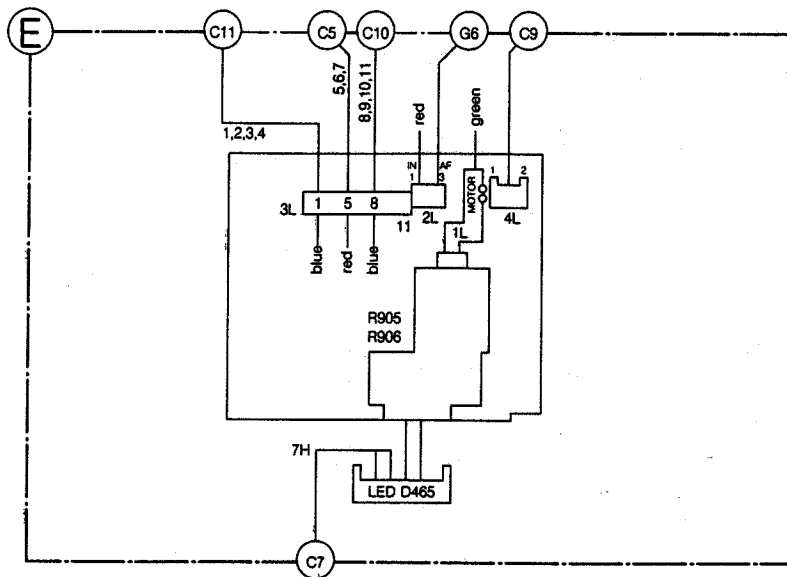 E
C11
C5
C10
G6
C9
5,6,7
8,9,10,11
red
green
1,2,3,4
IN
AF
1
3
1
2
MOTOR
3L
1
5
8
11
2L
4L
1L
blue
red
blue
R905
R906
7H
LED D465
C7